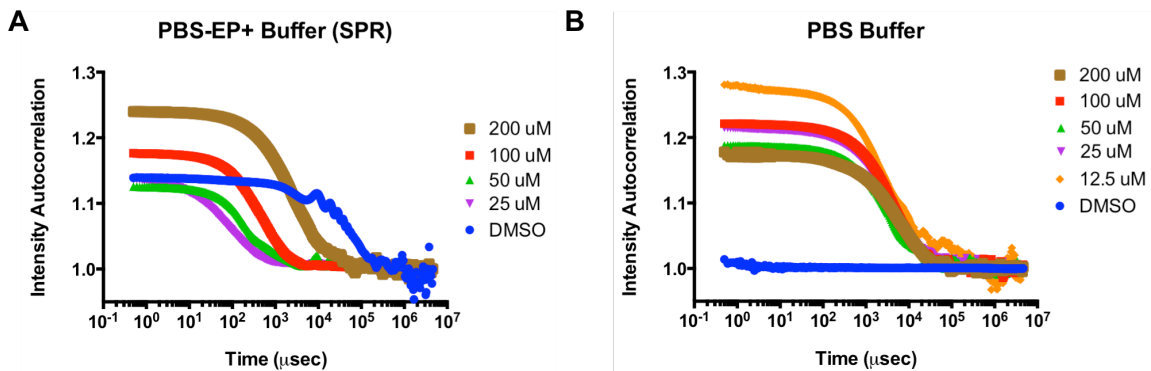 A
PBS-EP+ Buffer (SPR)
Intensity Autocorrelation
1.3
1.2
1.1
1.0
10-1 100 101 102 103 104 105 106 107
Time (μsec)
200 uM
100 uM
50 uM
25 uM
DMSO
B
PBS Buffer
Intensity Autocorrelation
1.3
1.2
1.1
1.0
10-1 100 101 102 103 104 105 106 107
Time (μsec)
200 uM
100 uM
50 uM
25 uM
12.5 uM
DMSO